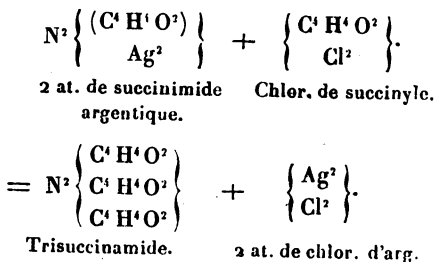 N² { (C⁴ H⁴ O²) } + { C⁴ H⁴ O² }.
Ag² Cl²
2 at. de succinimide Chlor. de succinyle.
argentique.
C⁴ H⁴ O² Ag²
= N² { C⁴ H⁴ O² } + { }.
C⁴ H⁴ O² Cl²
Trisuccinamide. 2 at. de chlor. d'arg.